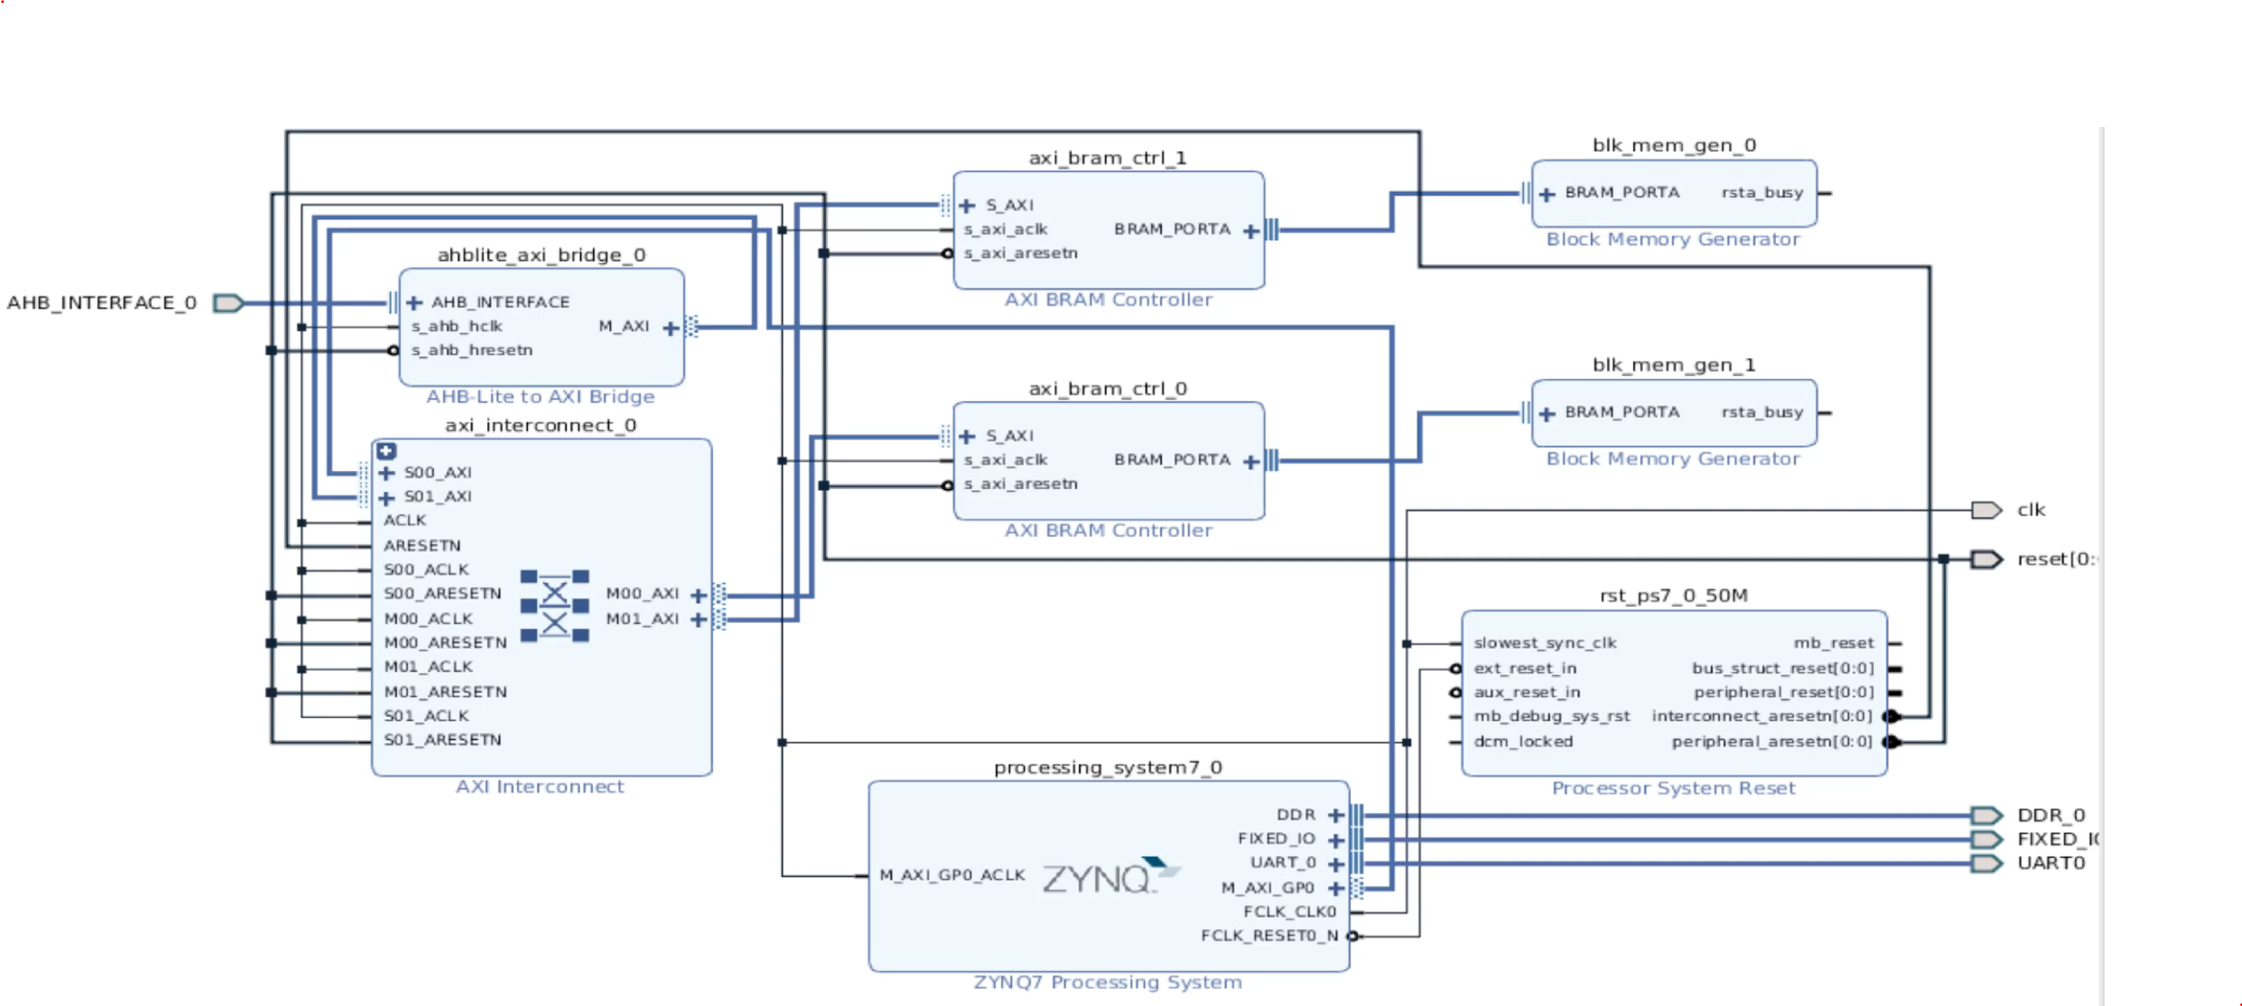 axi_bram_ctrl_1
S_AXI
s_axi_aclk
s_axi_aresetn
BRAM_PORTA
AXI BRAM Controller
blk_mem_gen_0
BRAM_PORTA
rsta_busy
Block Memory Generator
AHB_INTERFACE_0
ahblite_axi_bridge_0
AHB_INTERFACE
s_ahb_hclk
s_ahb_hresetn
M_AXI
AHB-Lite to AXI Bridge
axi_bram_ctrl_0
S_AXI
s_axi_aclk
s_axi_aresetn
BRAM_PORTA
AXI BRAM Controller
blk_mem_gen_1
BRAM_PORTA
rsta_busy
Block Memory Generator
axi_interconnect_0
S00_AXI
S01_AXI
ACLK
ARESETN
S00_ACLK
S00_ARESETN
M00_ACLK
M00_ARESETN
M01_ACLK
M01_ARESETN
S01_ACLK
S01_ARESETN
M00_AXI
M01_AXI
AXI Interconnect
clk
reset[0:
rst_ps7_0_50M
slowest_sync_clk
ext_reset_in
aux_reset_in
mb_debug_sys_rst
dcm_locked
mb_reset
bus_struct_reset[0:0]
peripheral_reset[0:0]
interconnect_aresetn[0:0]
peripheral_aresetn[0:0]
Processor System Reset
processing_system7_0
M_AXI_GP0_ACLK
ZYNQ
DDR
FIXED_IO
UART_0
M_AXI_GP0
FCLK_CLK0
FCLK_RESET0_N
ZYNQ7 Processing System
DDR_0
FIXED_I
UART0